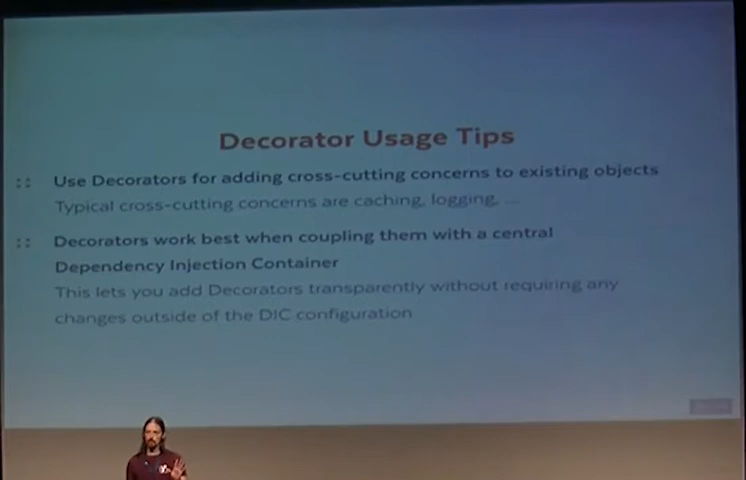 Decorator Usage Tips
:: Use Decorators for adding cross-cutting concerns to existing objects
Typical cross-cutting concerns are caching, logging, ...
:: Decorators work best when coupling them with a central
Dependency Injection Container
This lets you add Decorators transparently without requiring any
changes outside of the DIC configuration